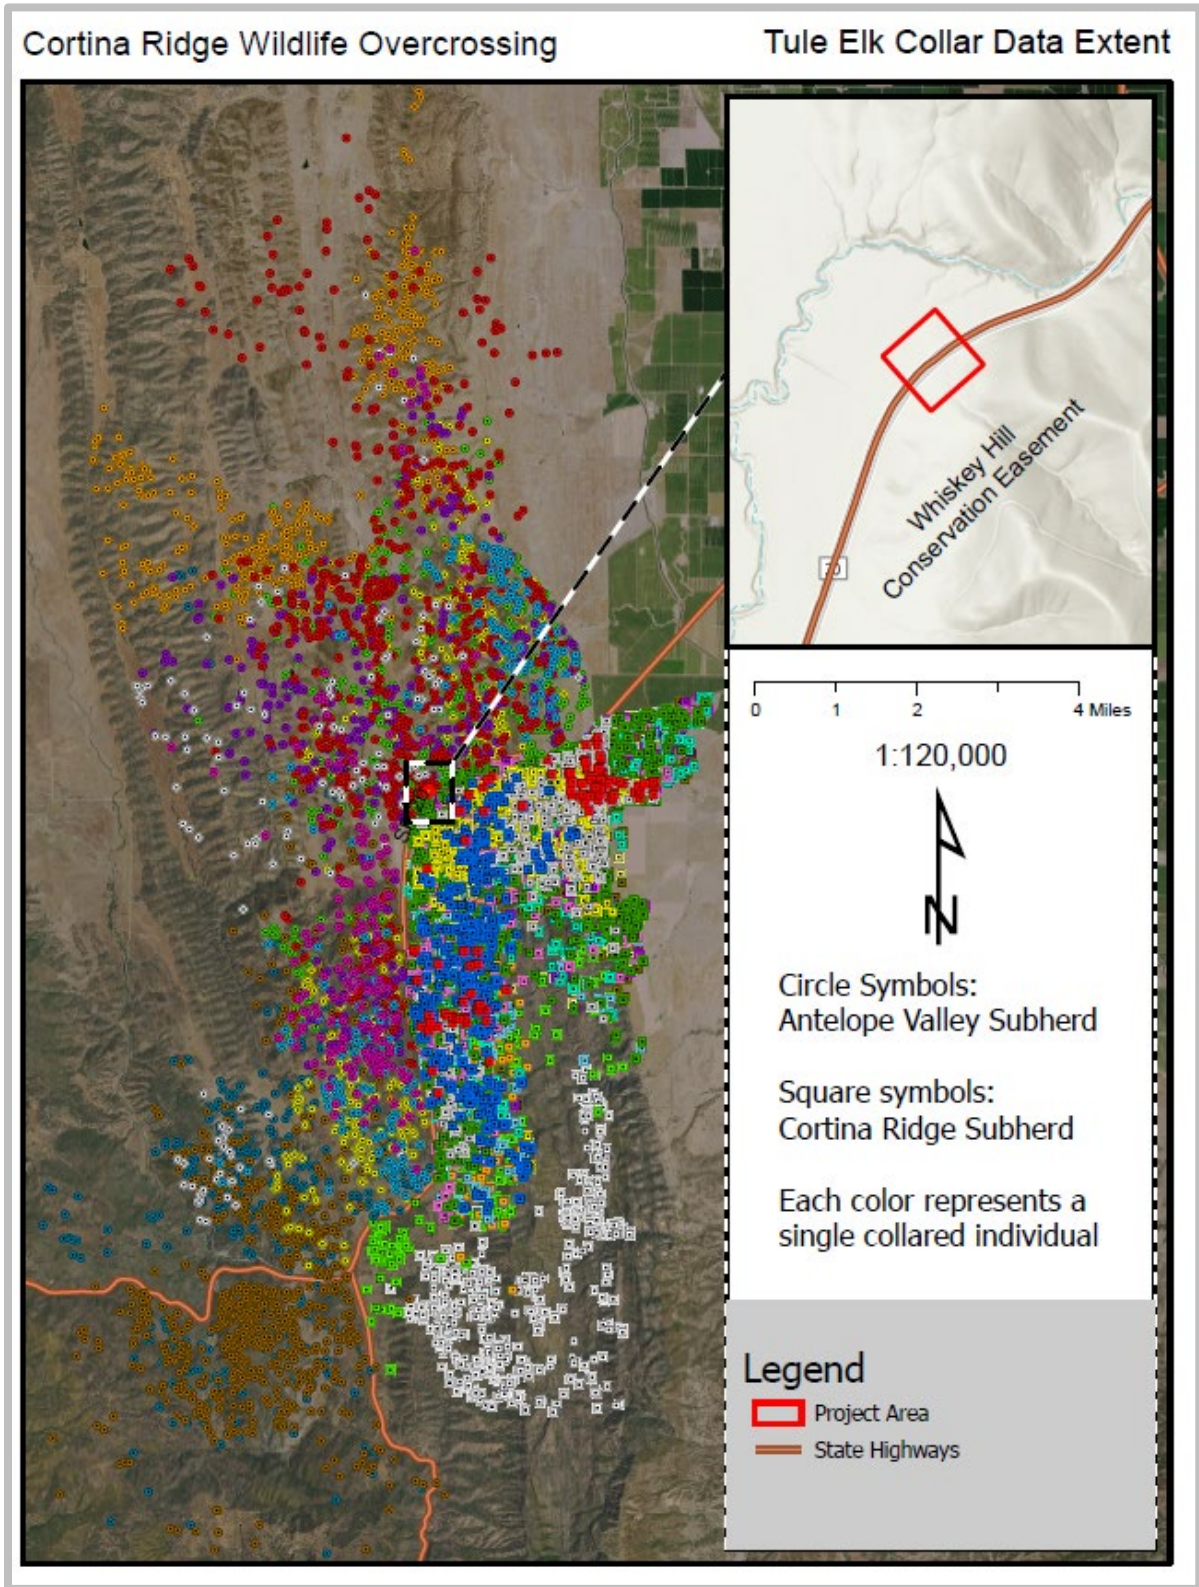 Cortina Ridge Wildlife Overcrossing
Tule Elk Collar Data Extent
Whiskey Hill
Conservation Easement
0 1 2 4 Miles
1:120,000
N
Circle Symbols:
Antelope Valley Subherd
Square symbols:
Cortina Ridge Subherd
Each color represents a
single collared individual
Legend
Project Area
State Highways